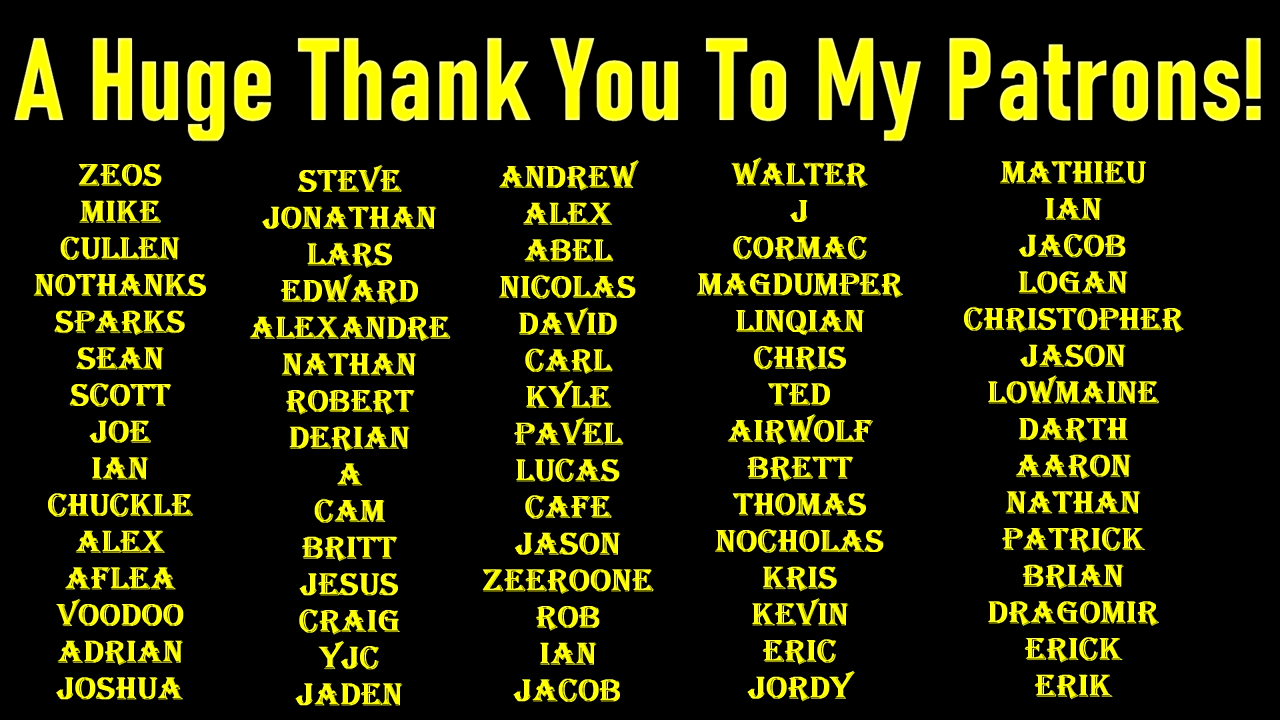 A Huge Thank You To My Patrons!
ZEOS
MIKE
CULLEN
NOTHANKS
SPARKS
SEAN
SCOTT
JOE
IAN
CHUCKLE
ALEX
AFLEA
VOODOO
ADRIAN
JOSHUA
STEVE
JONATHAN
LARS
EDWARD
ALEXANDRE
NATHAN
ROBERT
DERIAN
A
CAM
BRITT
JESUS
CRAIG
YJC
JADEN
ANDREW
ALEX
ABEL
NICOLAS
DAVID
CARL
KYLE
PAVEL
LUCAS
CAFE
JASON
ZEEROONE
ROB
IAN
JACOB
WALTER
J
CORMAC
MAGDUMPER
LINQIAN
CHRIS
TED
AIRWOLF
BRETT
THOMAS
NOCHOLAS
KRIS
KEVIN
ERIC
JORDY
MATHIEU
IAN
JACOB
LOGAN
CHRISTOPHER
JASON
LOWMAINE
DARTH
AARON
NATHAN
PATRICK
BRIAN
DRAGOMIR
ERICK
ERIK